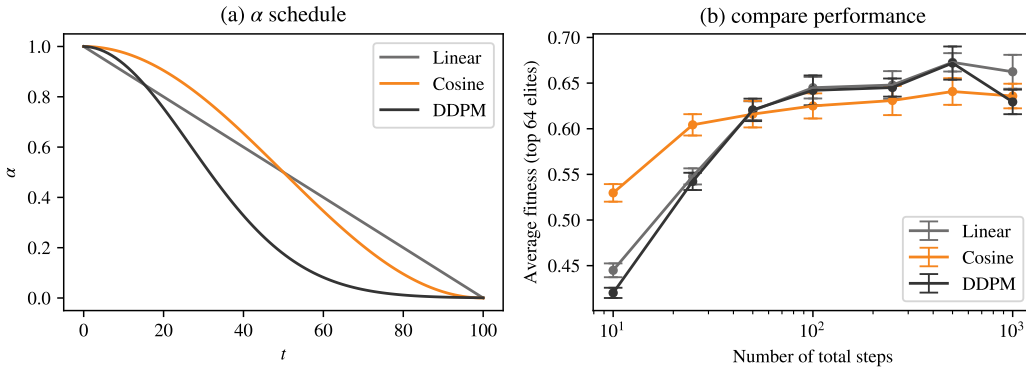 (a) α schedule
1.0
0.8
0.6
0.4
0.2
0.0
α
0
20
40
60
80
100
t
Linear
Cosine
DDPM
(b) compare performance
0.70
0.65
0.60
0.55
0.50
0.45
Average fitness (top 64 elites)
10¹
10²
10³
Number of total steps
Linear
Cosine
DDPM